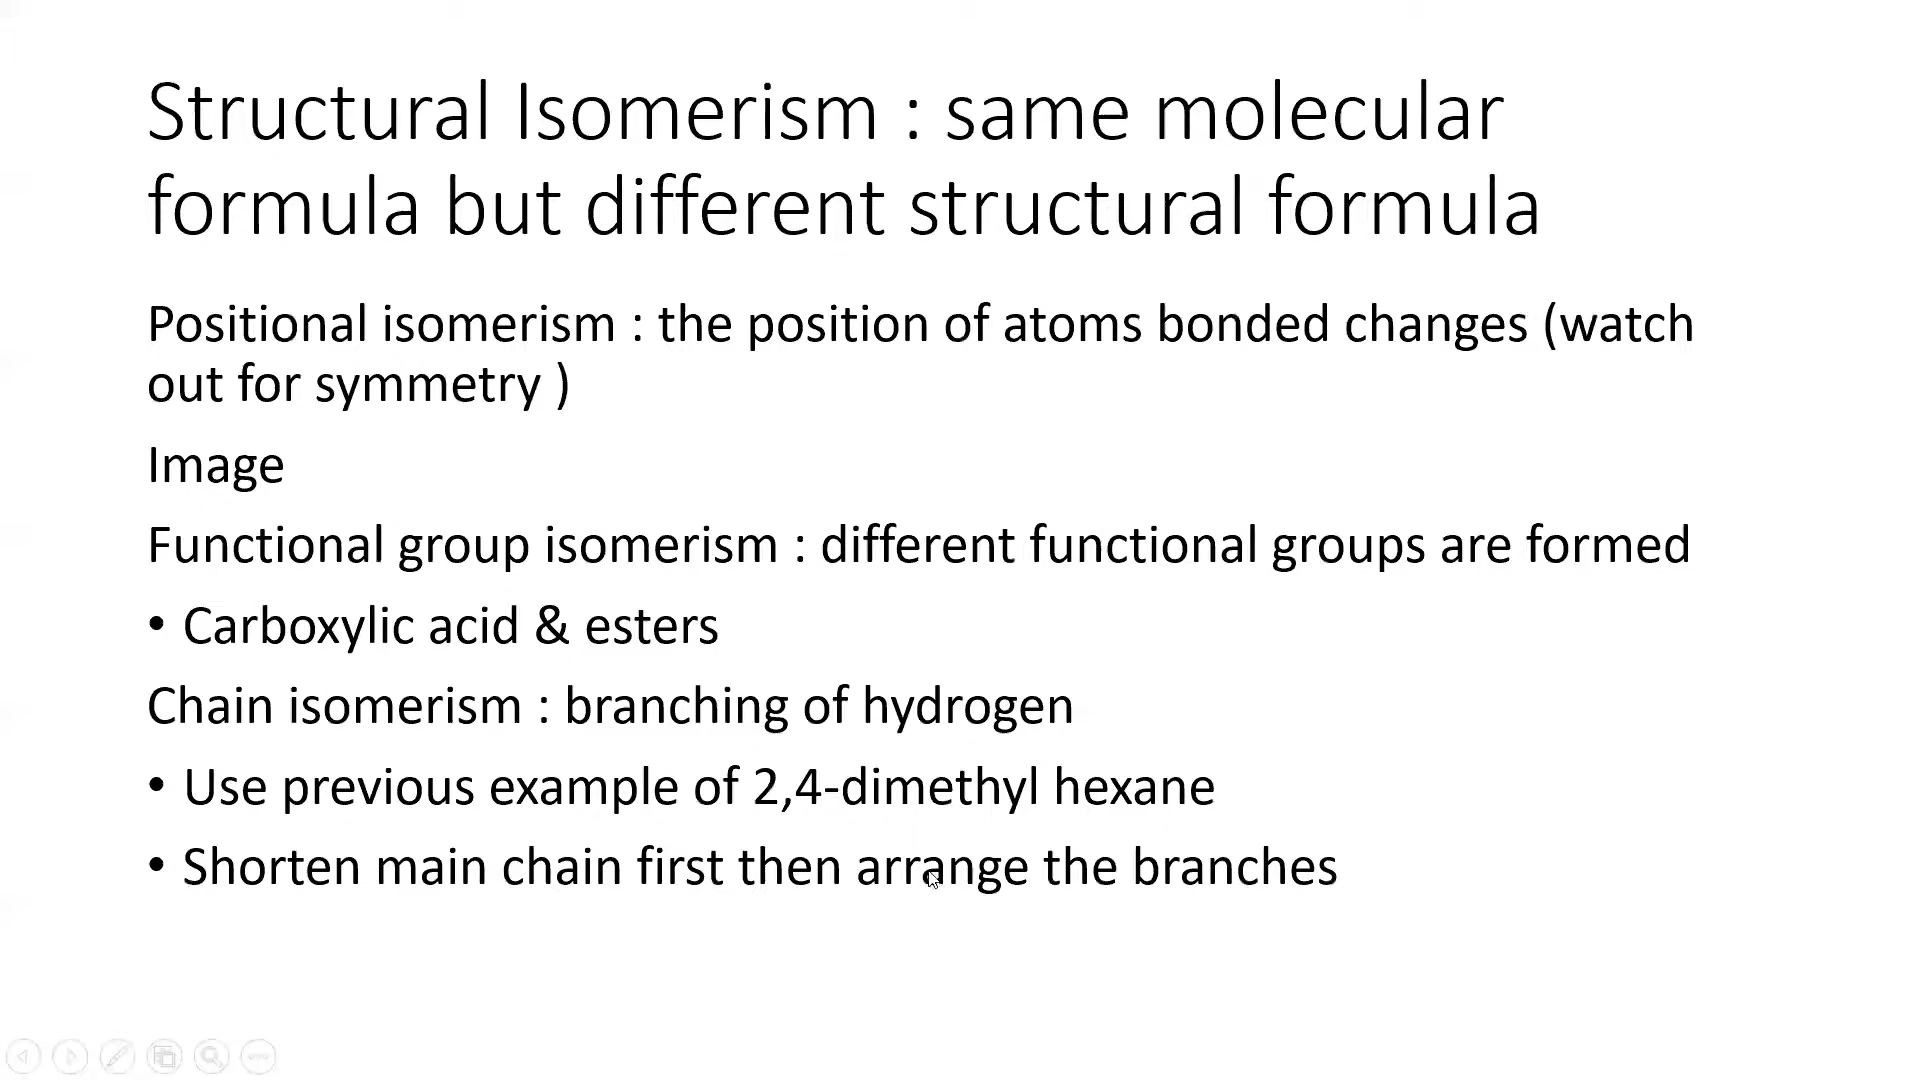 Structural Isomerism : same molecular
formula but different structural formula
Positional isomerism : the position of atoms bonded changes (watch
out for symmetry )
Image
Functional group isomerism : different functional groups are formed
• Carboxylic acid & esters
Chain isomerism : branching of hydrogen
• Use previous example of 2,4-dimethyl hexane
• Shorten main chain first then arrange the branches